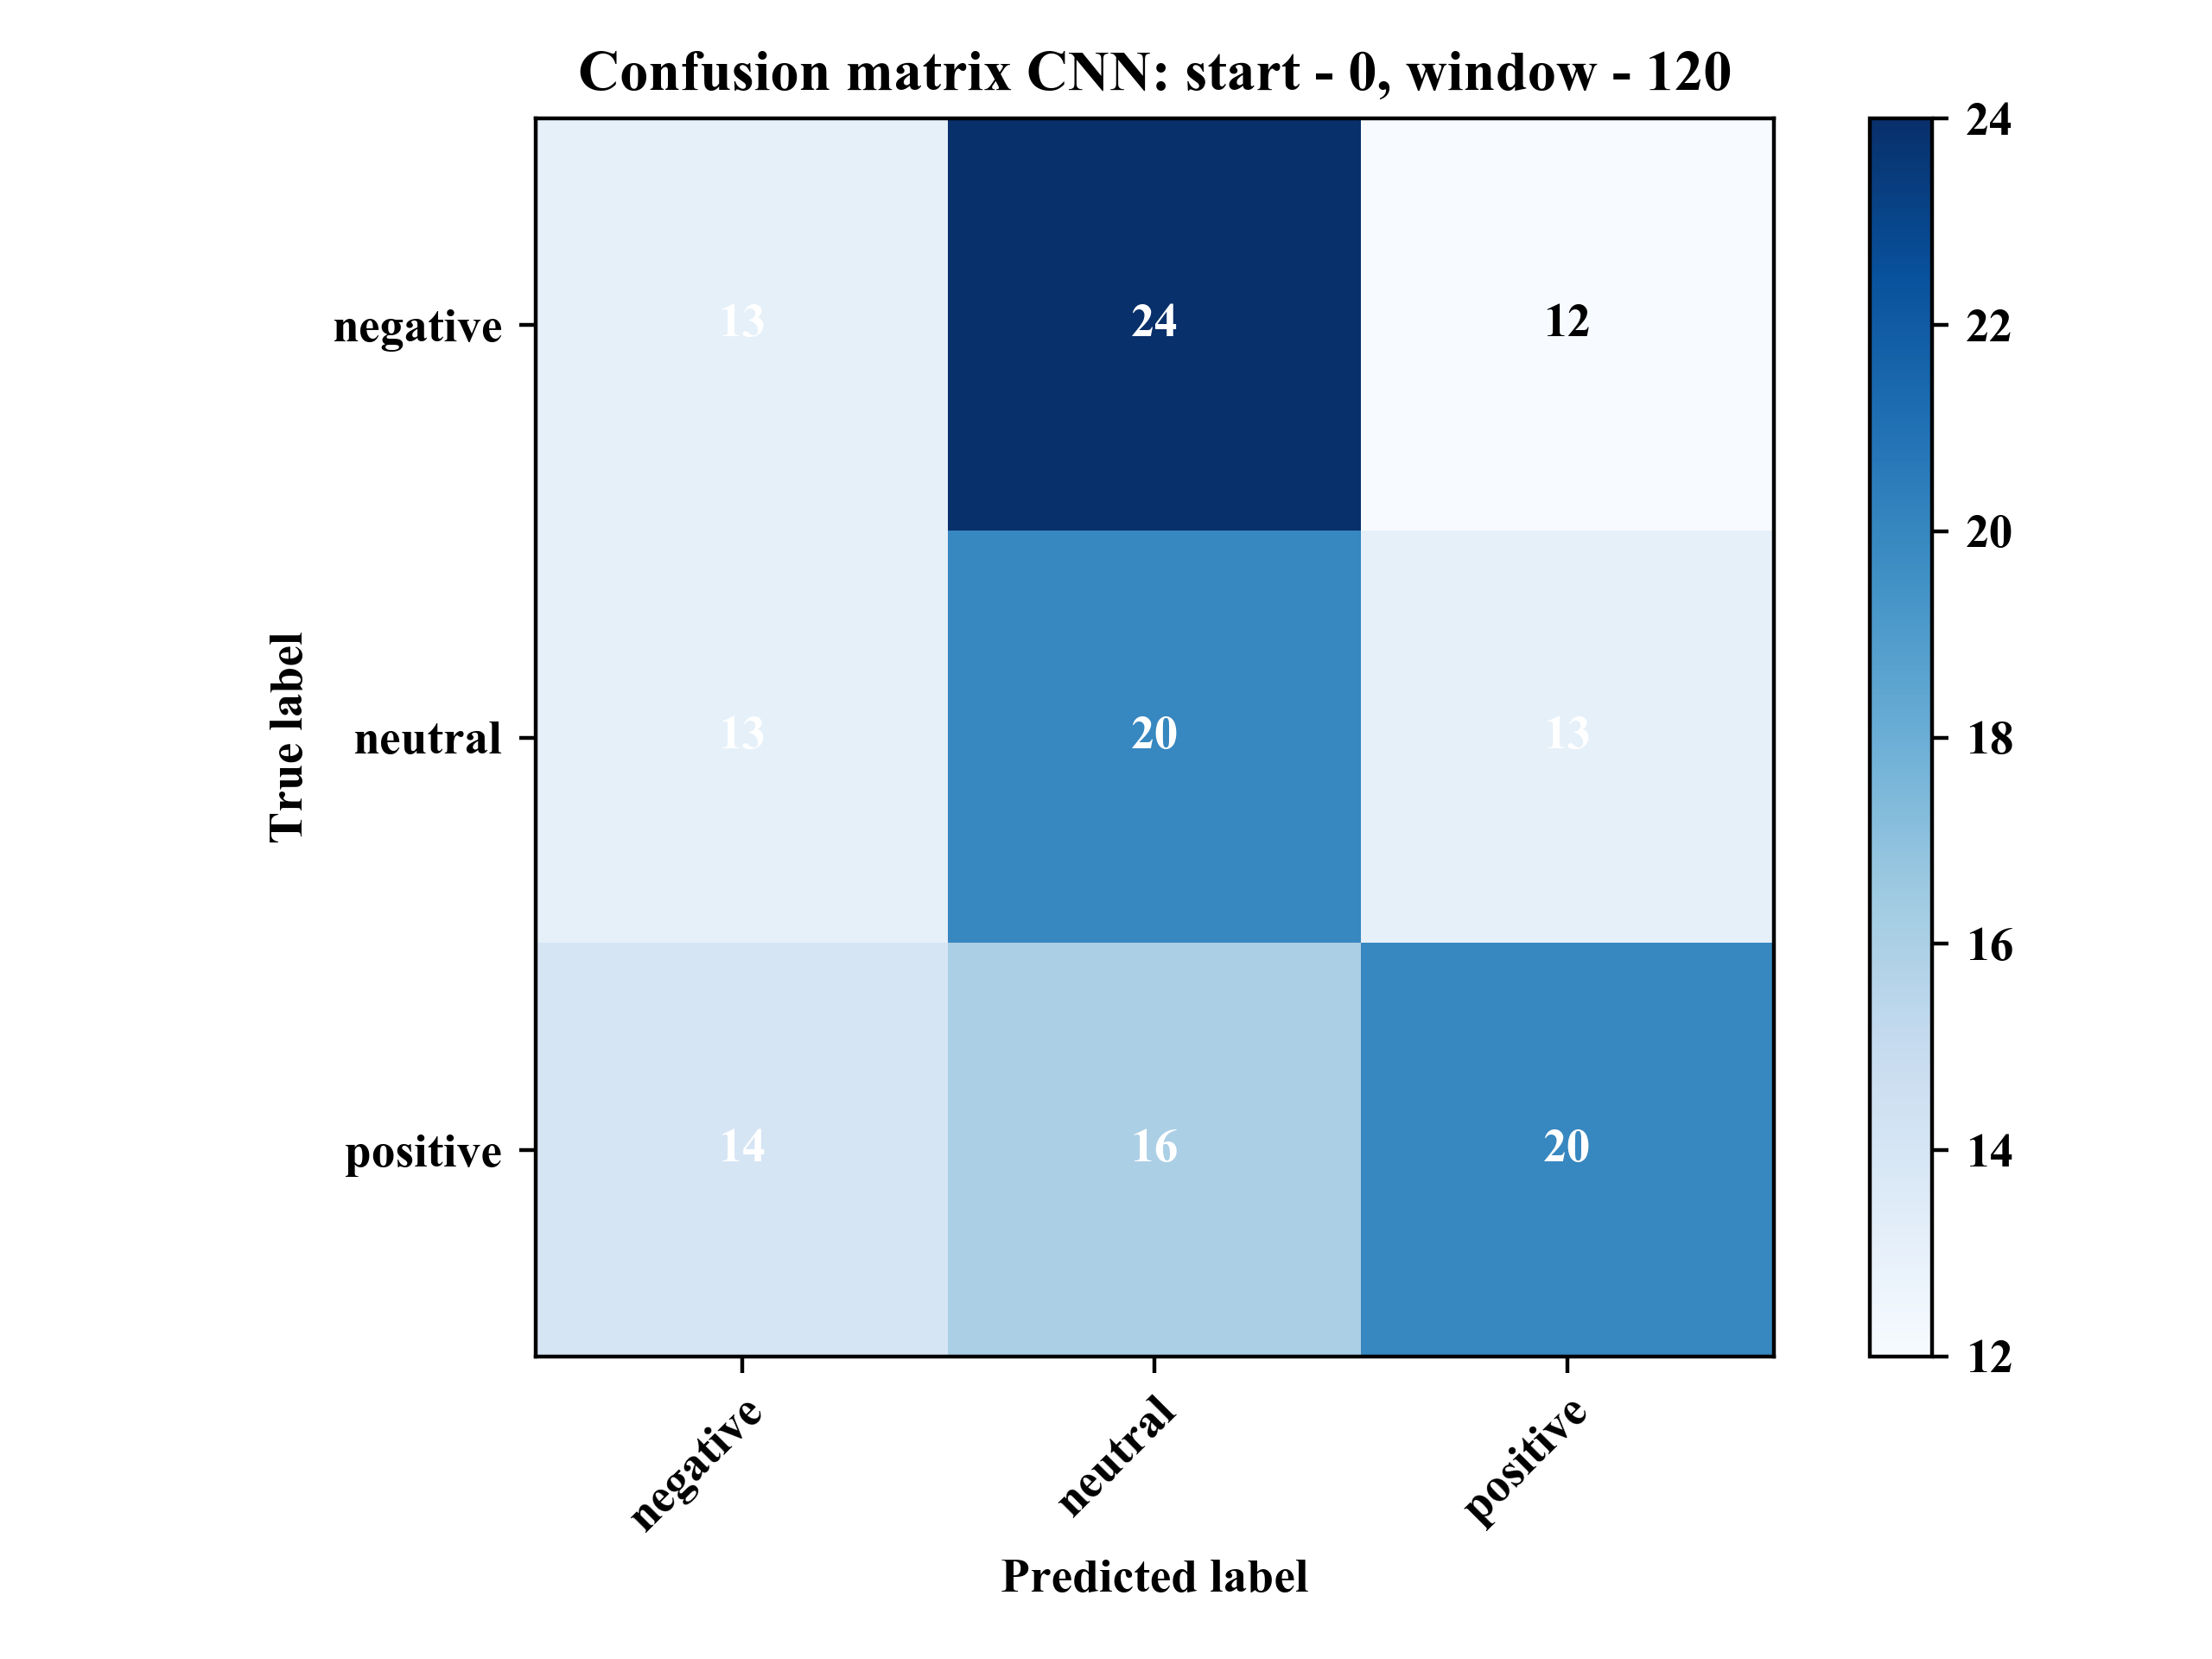 Confusion matrix CNN: start - 0, window - 120
True label
negative
13 24 12
neutral
13 20 13
positive
14 16 20
negative
neutral
positive
Predicted label
24
22
20
18
16
14
12